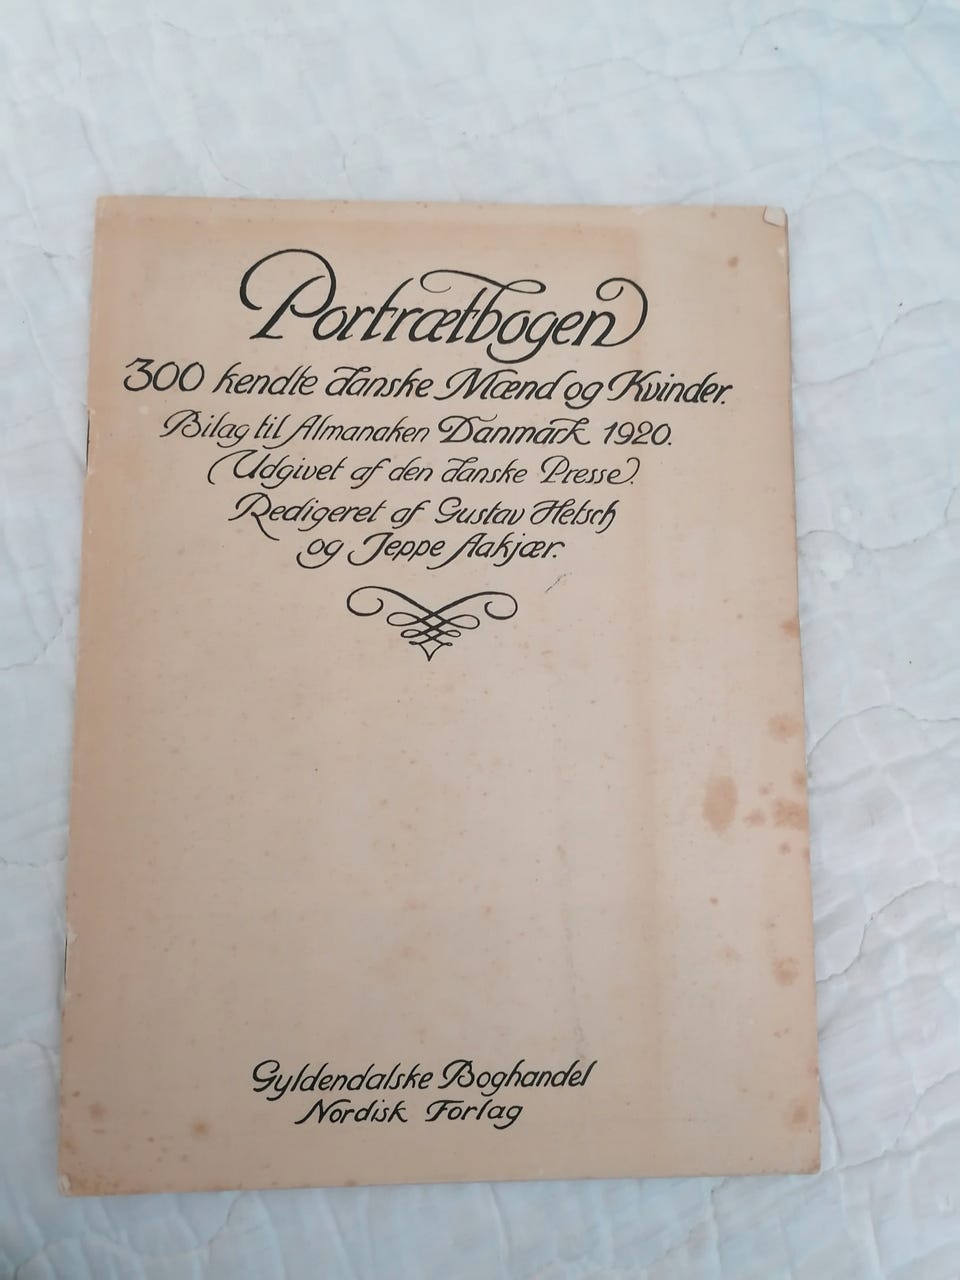 Portrætbogen
300 kendte danske Mænd og Kvinder.
Bilag til Almanaken Danmark 1920.
(Udgivet af den danske Presse).
Redigeret af Gustav Hetsch
og Jeppe Aakjær.
Gyldendalske Boghandel
Nordisk Forlag